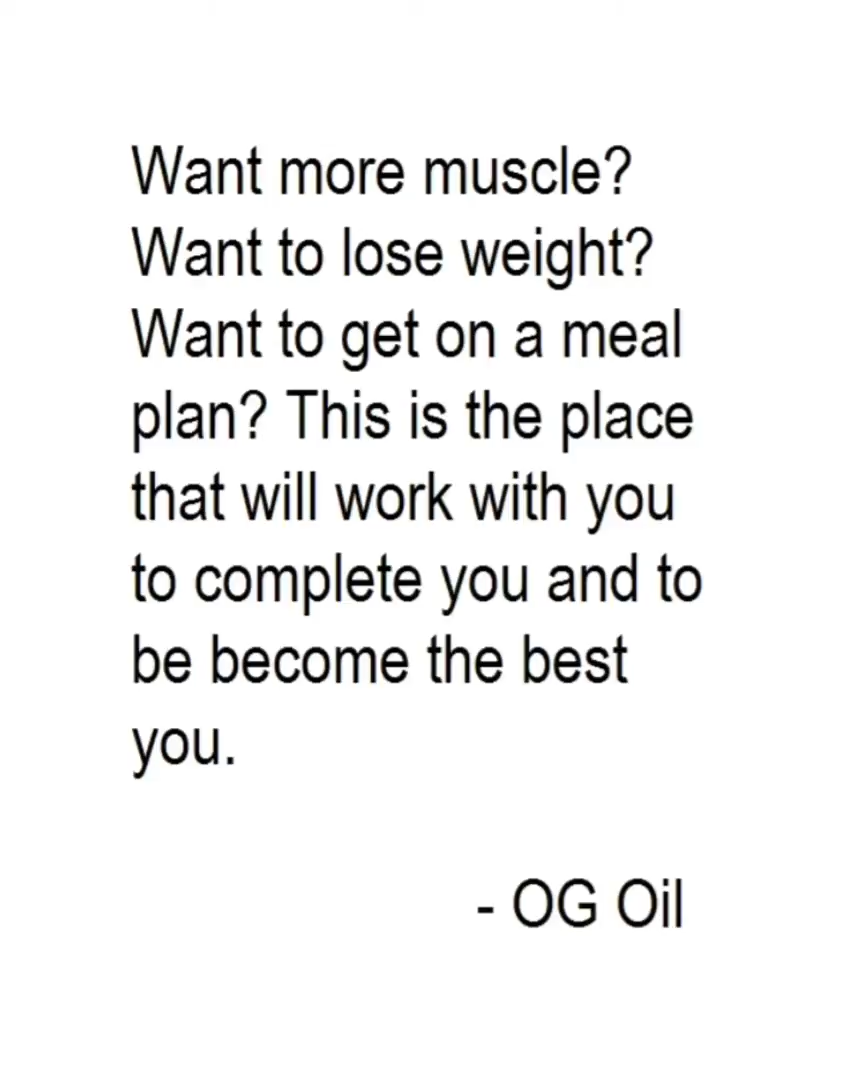 Want more muscle?
Want to lose weight?
Want to get on a meal
plan? This is the place
that will work with you
to complete you and to
be become the best
you.
- OG Oil